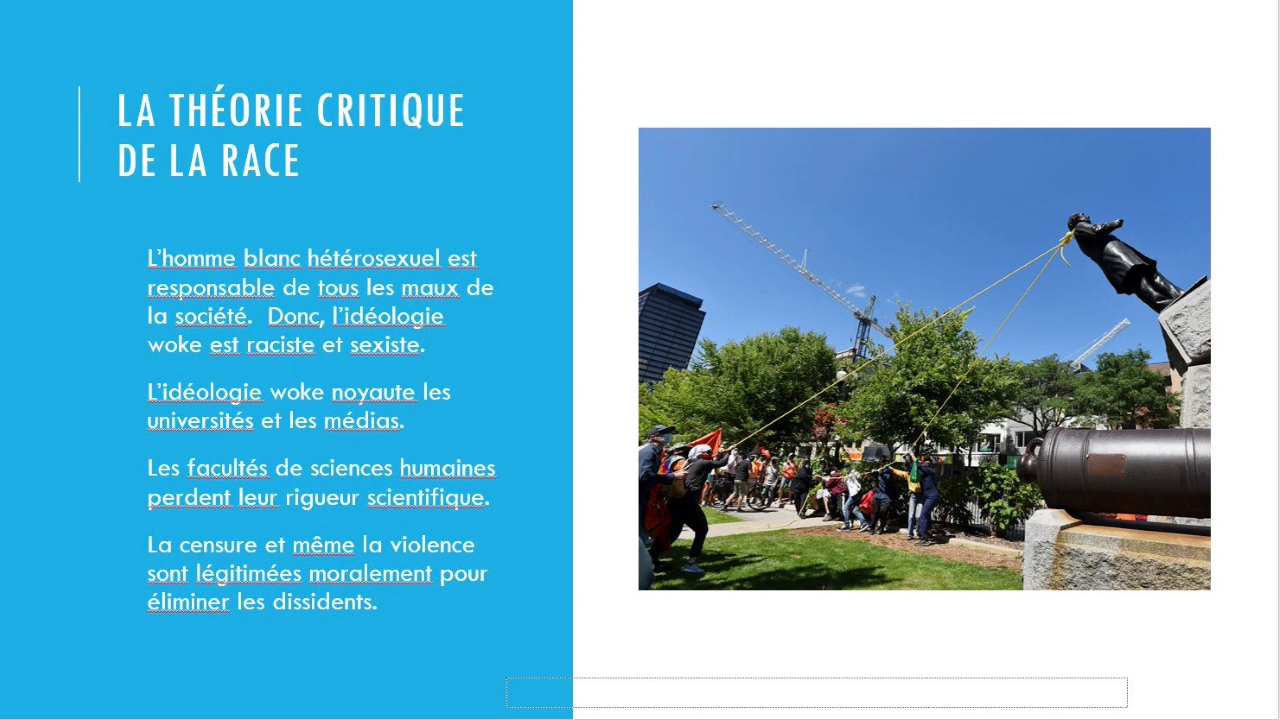 LA THÉORIE CRITIQUE
DE LA RACE
L'homme blanc hétérosexuel est
responsable de tous les maux de
la société.  Donc, l'idéologie
woke est raciste et sexiste.
L'idéologie woke noyaute les
universités et les médias.
Les facultés de sciences humaines
perdent leur rigueur scientifique.
La censure et même la violence
sont légitimées moralement pour
éliminer les dissidents.